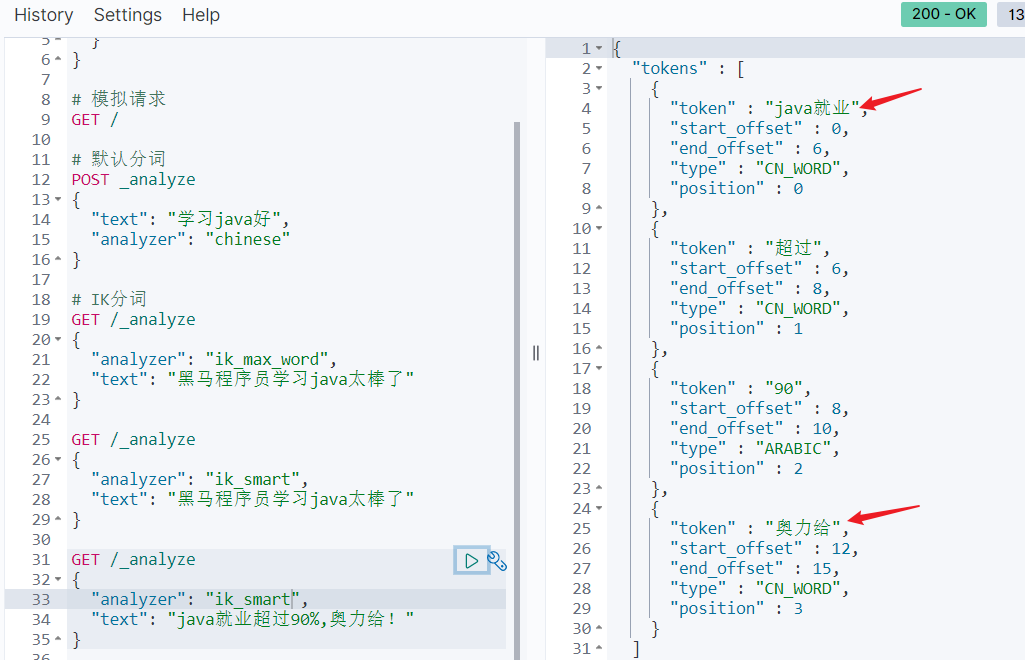 History Settings Help
200 - OK
13
5 }
6 }
7
8 # 模拟请求
9 GET /
10
11 # 默认分词
12 POST _analyze
13 {
14 "text": "学习java好",
15 "analyzer": "chinese"
16 }
17
18 # IK分词
19 GET /_analyze
20 {
21 "analyzer": "ik_max_word",
22 "text": "黑马程序员学习java太棒了"
23 }
24
25 GET /_analyze
26 {
27 "analyzer": "ik_smart",
28 "text": "黑马程序员学习java太棒了"
29 }
30
31 GET /_analyze
32 {
33 "analyzer": "ik_smart",
34 "text": "java就业超过90%,奥力给！"
35 }
36
1 {
2 "tokens" : [
3 {
4 "token" : "java就业",
5 "start_offset" : 0,
6 "end_offset" : 6,
7 "type" : "CN_WORD",
8 "position" : 0
9 },
10 {
11 "token" : "超过",
12 "start_offset" : 6,
13 "end_offset" : 8,
14 "type" : "CN_WORD",
15 "position" : 1
16 },
17 {
18 "token" : "90",
19 "start_offset" : 8,
20 "end_offset" : 10,
21 "type" : "ARABIC",
22 "position" : 2
23 },
24 {
25 "token" : "奥力给",
26 "start_offset" : 12,
27 "end_offset" : 15,
28 "type" : "CN_WORD",
29 "position" : 3
30 }
31 ]